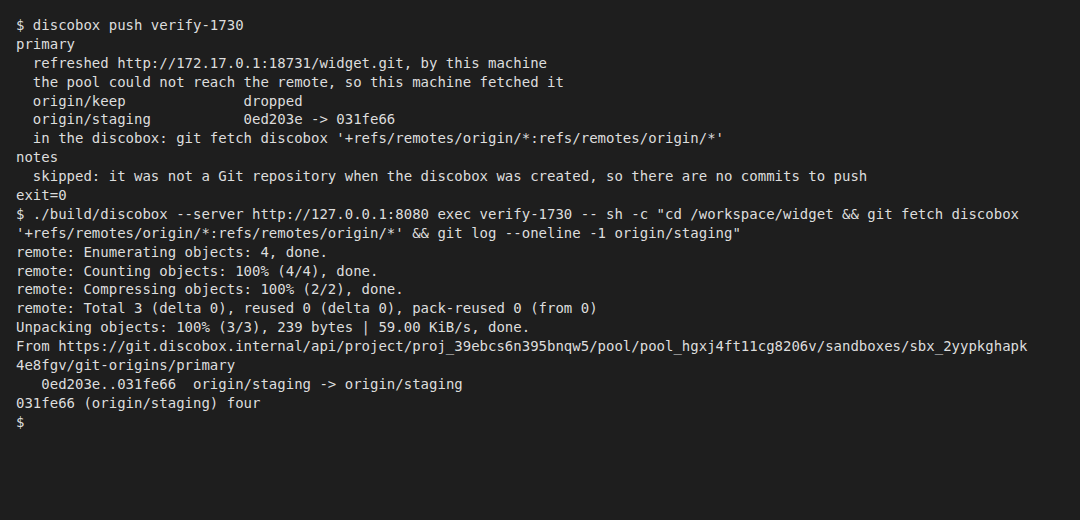 $ discobox push verify-1730
primary
  refreshed http://172.17.0.1:18731/widget.git, by this machine
  the pool could not reach the remote, so this machine fetched it
  origin/keep              dropped
  origin/staging           0ed203e -> 031fe66
  in the discobox: git fetch discobox '+refs/remotes/origin/*:refs/remotes/origin/*'
notes
  skipped: it was not a Git repository when the discobox was created, so there are no commits to push
exit=0
$ ./build/discobox --server http://127.0.0.1:8080 exec verify-1730 -- sh -c "cd /workspace/widget && git fetch discobox
'+refs/remotes/origin/*:refs/remotes/origin/*' && git log --oneline -1 origin/staging"
remote: Enumerating objects: 4, done.
remote: Counting objects: 100% (4/4), done.
remote: Compressing objects: 100% (2/2), done.
remote: Total 3 (delta 0), reused 0 (delta 0), pack-reused 0 (from 0)
Unpacking objects: 100% (3/3), 239 bytes | 59.00 KiB/s, done.
From https://git.discobox.internal/api/project/proj_39ebcs6n395bnqw5/pool/pool_hgxj4ft11cg8206v/sandboxes/sbx_2yypkghapk
4e8fgv/git-origins/primary
   0ed203e..031fe66  origin/staging -> origin/staging
031fe66 (origin/staging) four
$